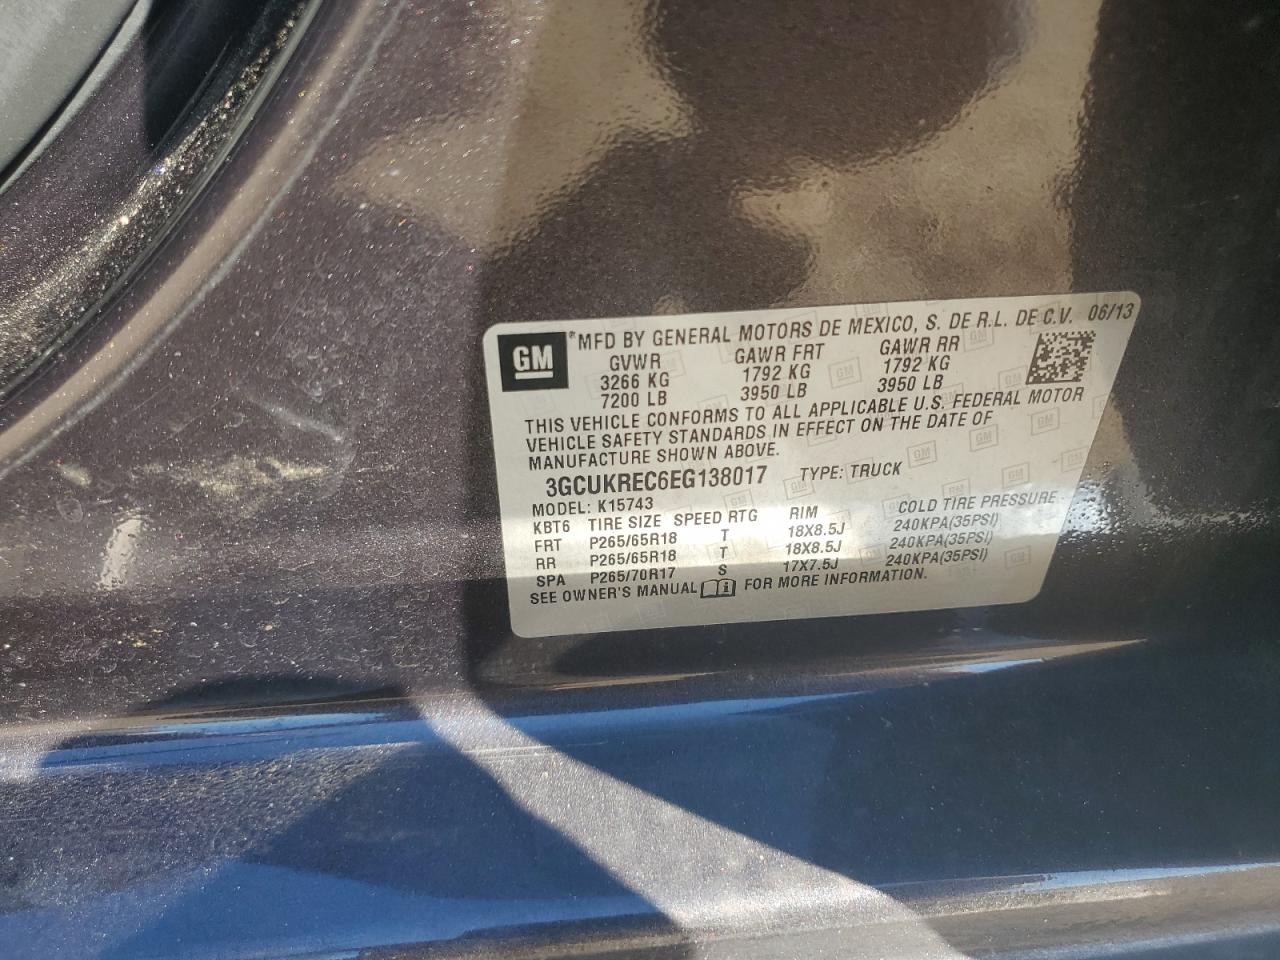 GM
®MFD BY GENERAL MOTORS DE MEXICO, S. DE R.L. DE C.V. 06/13
GVWR GAWR FRT GAWR RR
3266 KG 1792 KG 1792 KG
7200 LB 3950 LB 3950 LB
THIS VEHICLE CONFORMS TO ALL APPLICABLE U.S. FEDERAL MOTOR
VEHICLE SAFETY STANDARDS IN EFFECT ON THE DATE OF
MANUFACTURE SHOWN ABOVE.
3GCUKREC6EG138017 TYPE: TRUCK
MODEL: K15743
KBT6 TIRE SIZE SPEED RTG RIM COLD TIRE PRESSURE
FRT P265/65R18 T 18X8.5J 240KPA(35PSI)
RR P265/65R18 T 18X8.5J 240KPA(35PSI)
SPA P265/70R17 S 17X7.5J 240KPA(35PSI)
SEE OWNER'S MANUAL FOR MORE INFORMATION.